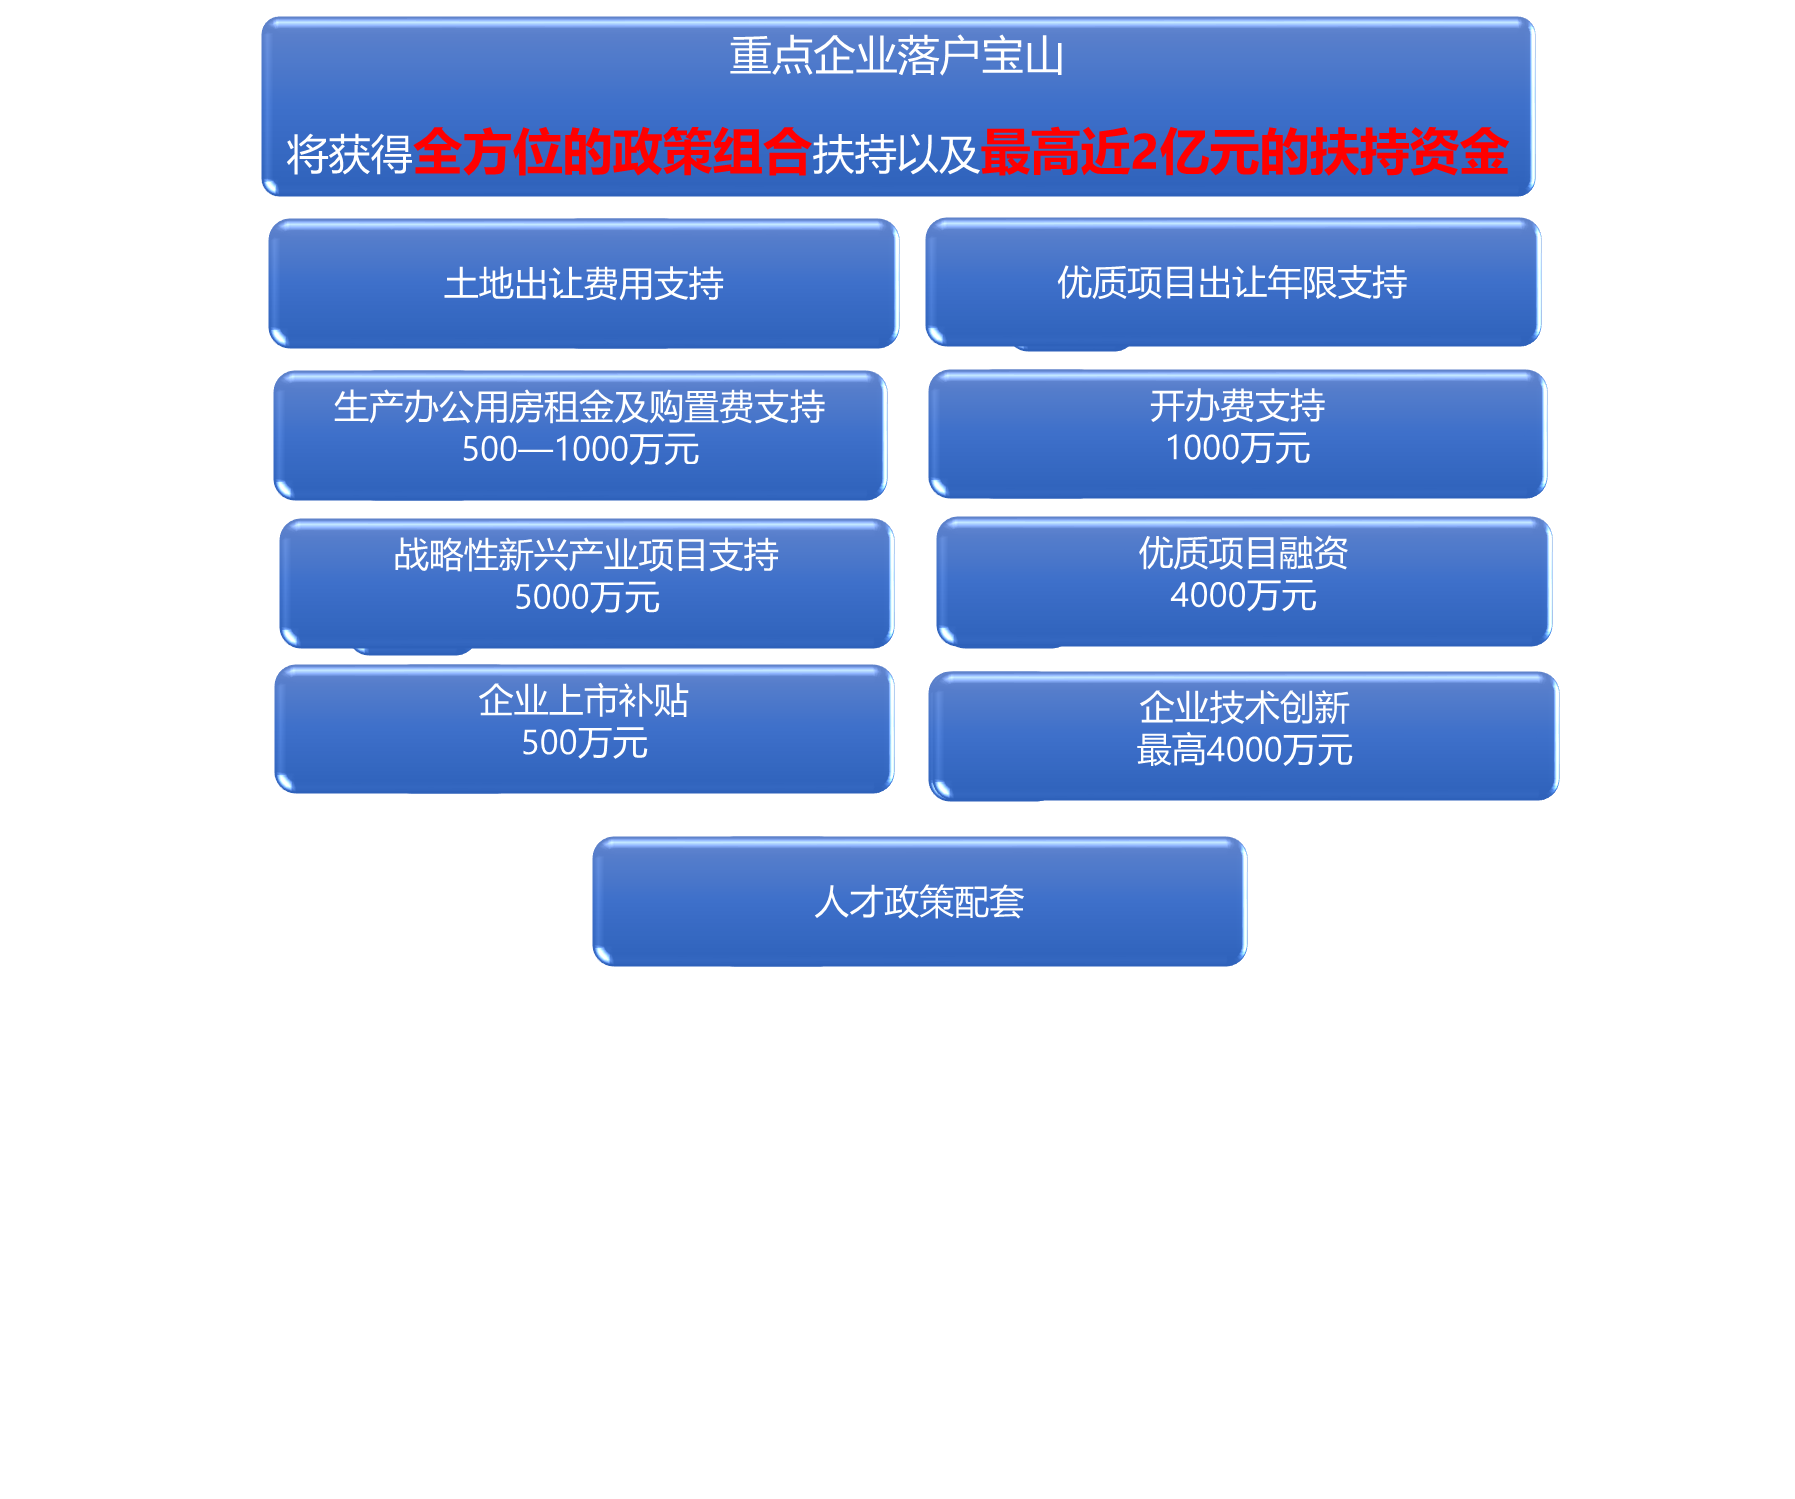 重点企业落户宝山
将获得全方位的政策组合扶持以及最高近2亿元的扶持资金
土地出让费用支持
优质项目出让年限支持
生产办公用房租金及购置费支持
500—1000万元
开办费支持
1000万元
战略性新兴产业项目支持
5000万元
优质项目融资
4000万元
企业上市补贴
500万元
企业技术创新
最高4000万元
人才政策配套